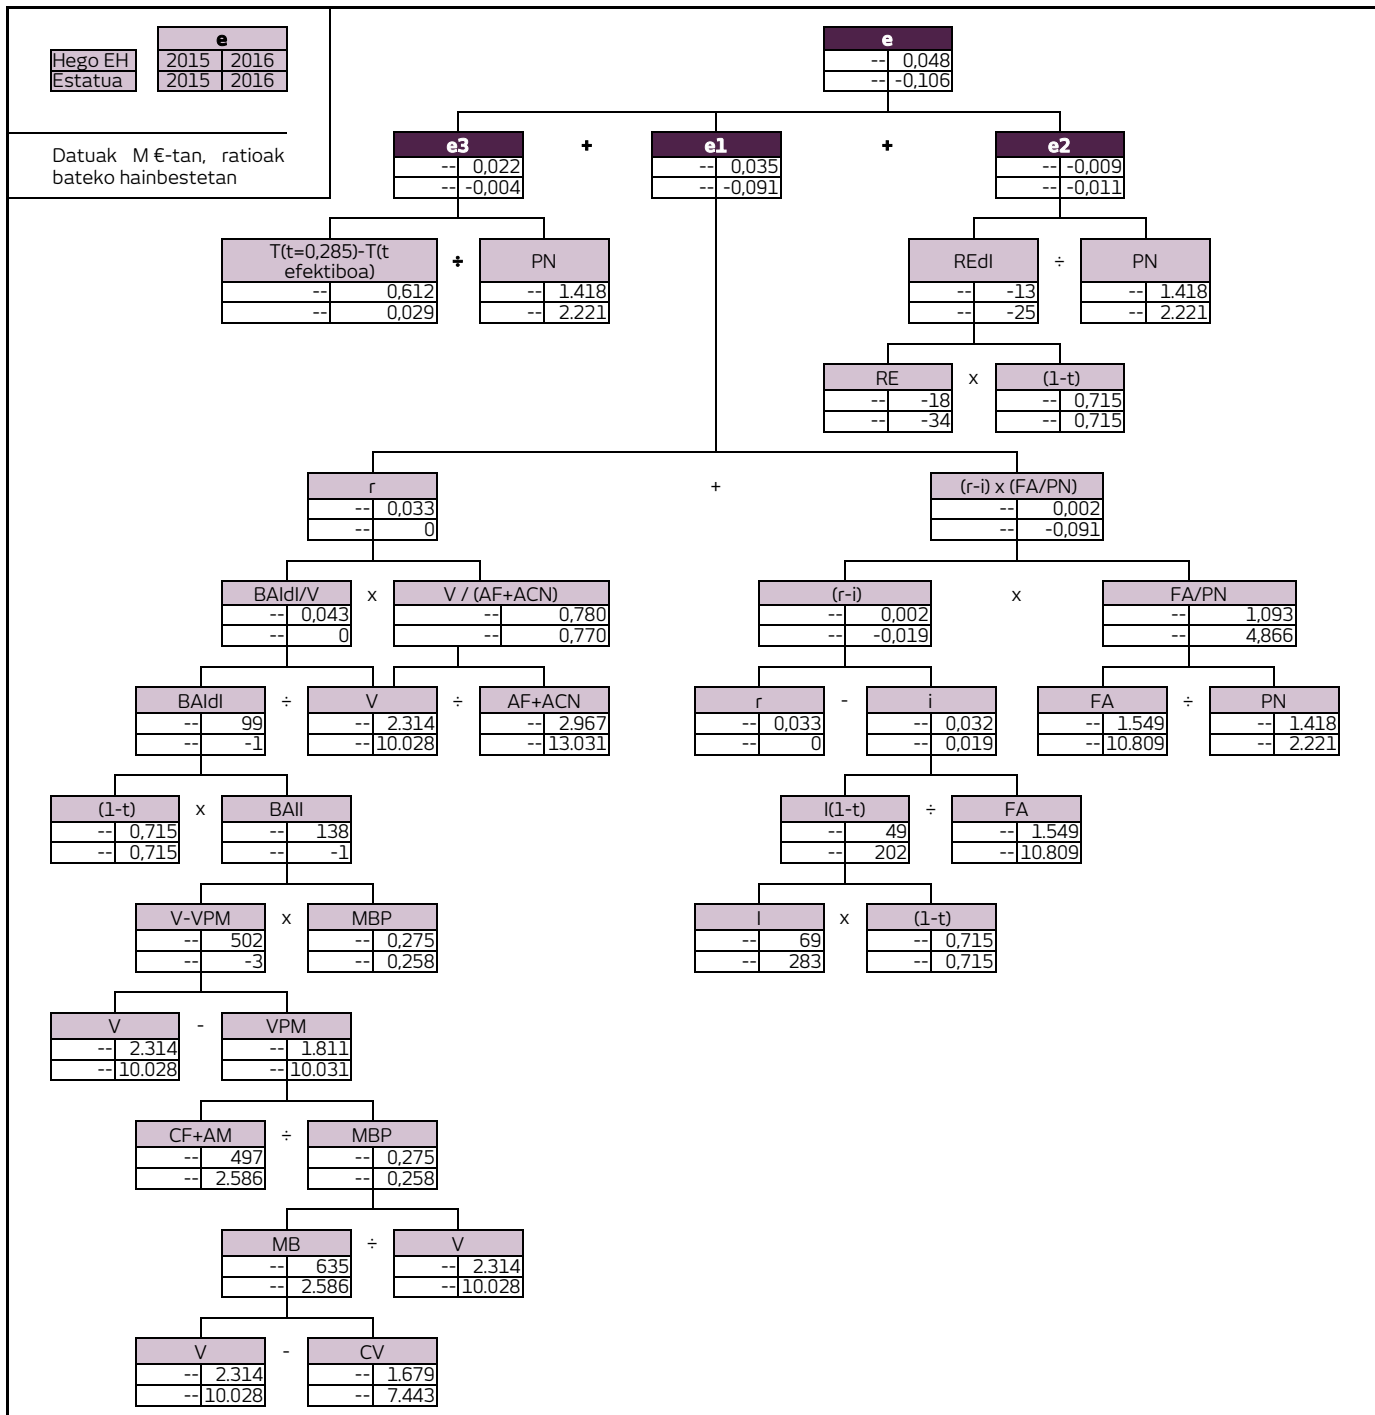 e
Hego EH 2015 2016
Estatua 2015 2016
Datuak M €-tan, ratioak
bateko hainbestetan
e
-- 0,048
-- -0,106
e3 + e1 + e2
-- 0,022 -- 0,035 -- -0,009
-- -0,004 -- -0,091 -- -0,011
T(t=0,285)-T(t
efektiboa) ÷ PN REdI ÷ PN
-- 0,612 -- 1.418 -- -13 -- 1.418
-- 0,029 -- 2.221 -- -25 -- 2.221
RE x (1-t)
-- -18 -- 0,715
-- -34 -- 0,715
r + (r-i) x (FA/PN)
-- 0,033 -- 0,002
-- 0 -- -0,091
BAIdI/V x V / (AF+ACN) (r-i) x FA/PN
-- 0,043 -- 0,780 -- 0,002 -- 1,093
-- 0 -- 0,770 -- -0,019 -- 4,866
BAIdI ÷ V ÷ AF+ACN r - i FA ÷ PN
-- 99 -- 2.314 -- 2.967 -- 0,033 -- 0,032 -- 1.549 -- 1.418
-- -1 -- 10.028 -- 13.031 -- 0 -- 0,019 -- 10.809 -- 2.221
(1-t) x BAII I(1-t) ÷ FA
-- 0,715 -- 138 -- 49 -- 1.549
-- 0,715 -- -1 -- 202 -- 10.809
V-VPM x MBP I x (1-t)
-- 502 -- 0,275 -- 69 -- 0,715
-- -3 -- 0,258 -- 283 -- 0,715
V - VPM
-- 2.314 -- 1.811
-- 10.028 -- 10.031
CF+AM ÷ MBP
-- 497 -- 0,275
-- 2.586 -- 0,258
MB ÷ V
-- 635 -- 2.314
-- 2.586 -- 10.028
V - CV
-- 2.314 -- 1.679
-- 10.028 -- 7.443